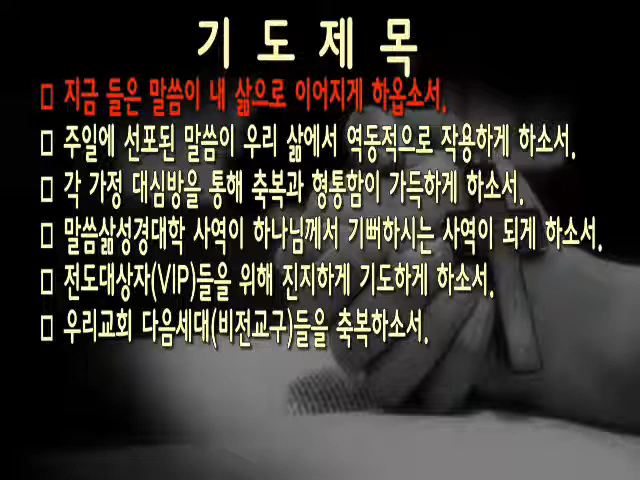 기 도 제 목
□ 지금 들은 말씀이 내 삶으로 이어지게 하옵소서.
□ 주일에 선포된 말씀이 우리 삶에서 역동적으로 작용하게 하소서.
□ 각 가정 대심방을 통해 축복과 형통함이 가득하게 하소서.
□ 말씀삶성경대학 사역이 하나님께서 기뻐하시는 사역이 되게 하소서.
□ 전도대상자(VIP)들을 위해 진지하게 기도하게 하소서.
□ 우리교회 다음세대(비전교구)들을 축복하소서.